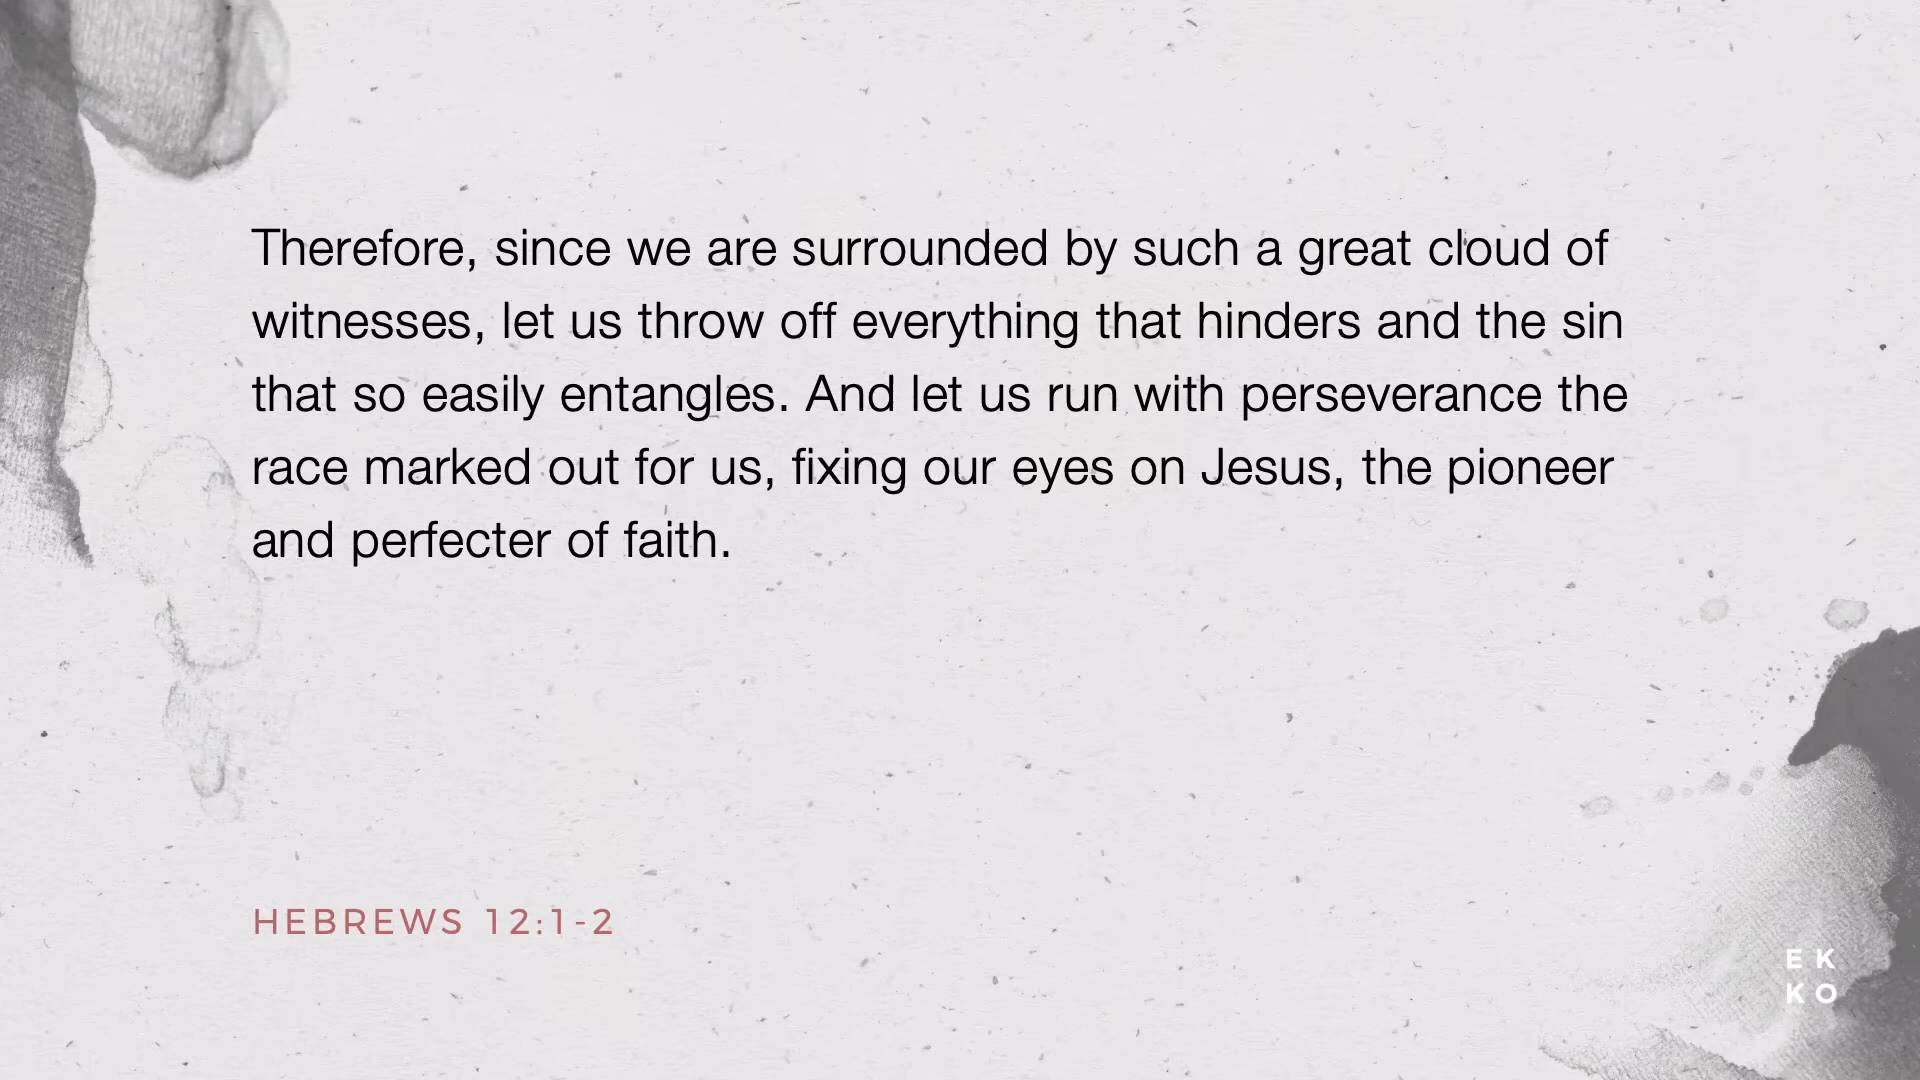 Therefore, since we are surrounded by such a great cloud of
witnesses, let us throw off everything that hinders and the sin
that so easily entangles. And let us run with perseverance the
race marked out for us, fixing our eyes on Jesus, the pioneer
and perfecter of faith.
HEBREWS 12:1-2
E K
K O